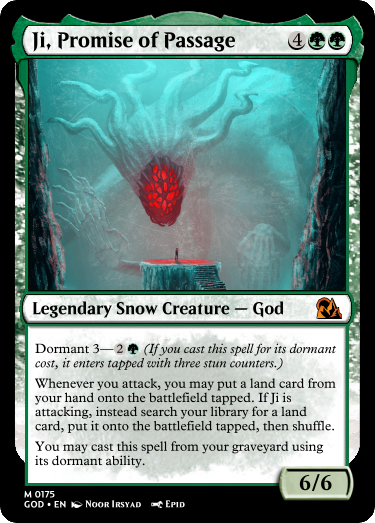 Ji, Promise of Passage 4
Legendary Snow Creature — God
Dormant 3—2 (If you cast this spell for its dormant
cost, it enters tapped with three stun counters.)
Whenever you attack, you may put a land card from
your hand onto the battlefield tapped. If Ji is
attacking, instead search your library for a land
card, put it onto the battlefield tapped, then shuffle.
You may cast this spell from your graveyard using
its dormant ability.
6/6
M 0175
GOD • EN Noor Irsyad Epid